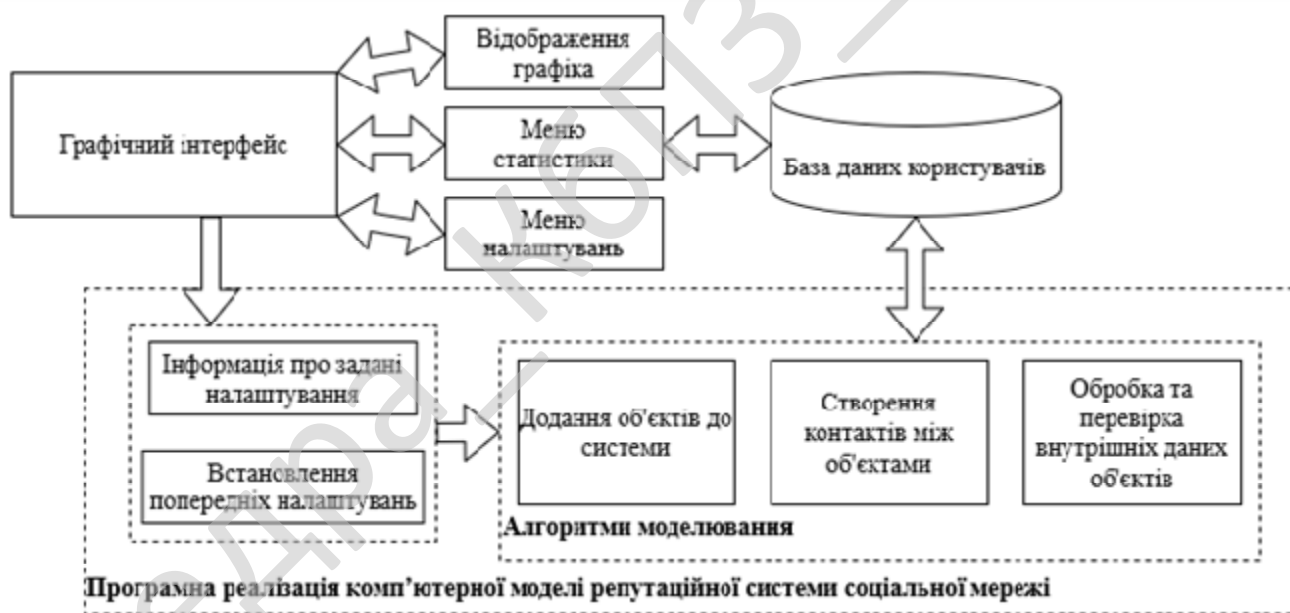 Відображення
графіка
Графічний інтерфейс
Меню
статистики
База даних користувачів
Меню
налаштувань
Інформація про задані
налаштування
Встановлення
попередніх налаштувань
Додання об'єктів до
системи
Створення
контактів між
об'єктами
Обробка та
перевірка
внутрішніх даних
об'єктів
Алгоритми моделювання
Програмна реалізація комп’ютерної моделі репутаційної системи соціальної мережі
едра_КбПЗ_